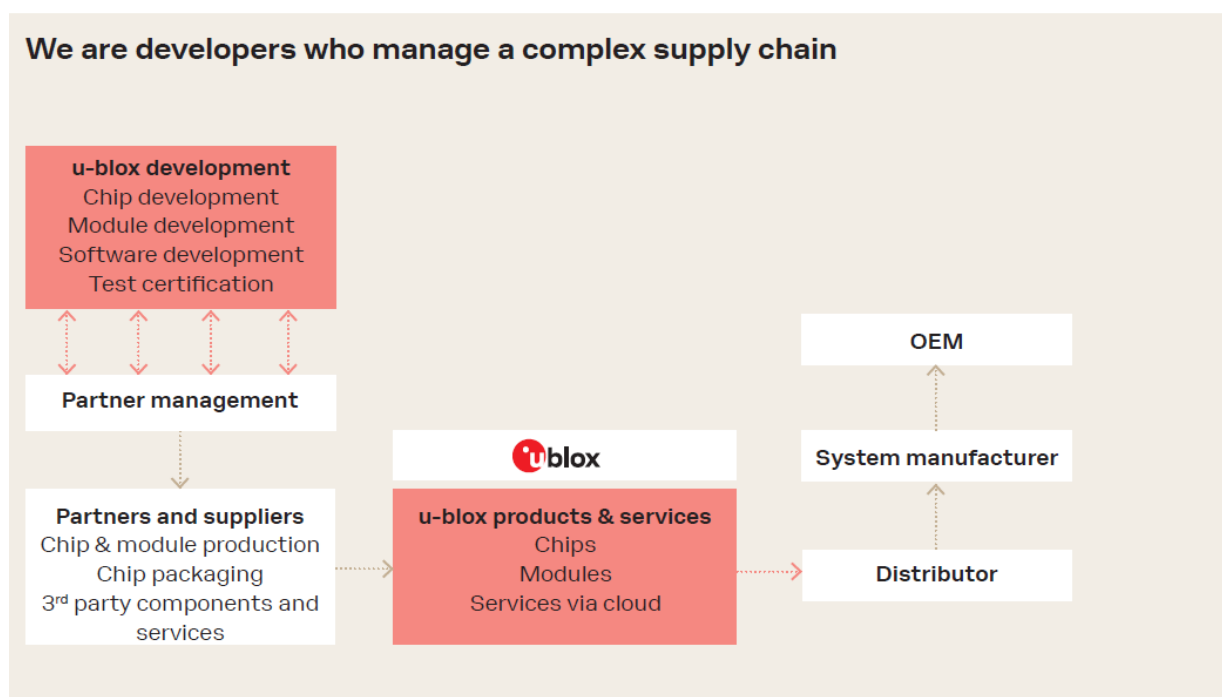 We are developers who manage a complex supply chain
u-blox development
Chip development
Module development
Software development
Test certification
Partner management
Partners and suppliers
Chip & module production
Chip packaging
3rd party components and
services
ublox
u-blox products & services
Chips
Modules
Services via cloud
OEM
System manufacturer
Distributor